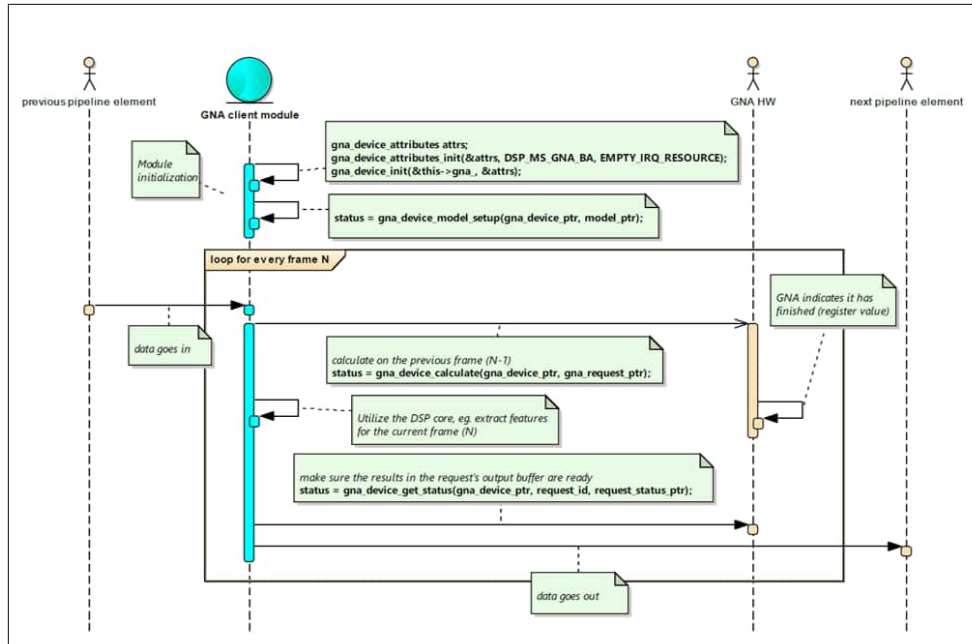 previous pipeline element
GNA client module
GNA HW
next pipeline element
gna_device_attributes attrs;
gna_device_attributes_init(&attrs, DSP_MS_GNA_BA, EMPTY_IRQ_RESOURCE);
gna_device_init(&this->gna_, &attrs);
Module
initialization
status = gna_device_model_setup(gna_device_ptr, model_ptr);
loop for every frame N
GNA indicates it has
finished (register value)
data goes in
calculate on the previous frame (N-1)
status = gna_device_calculate(gna_device_ptr, gna_request_ptr);
Utilize the DSP core, eg. extract features
for the current frame (N)
make sure the results in the request's output buffer are ready
status = gna_device_get_status(gna_device_ptr, request_id, request_status_ptr);
data goes out